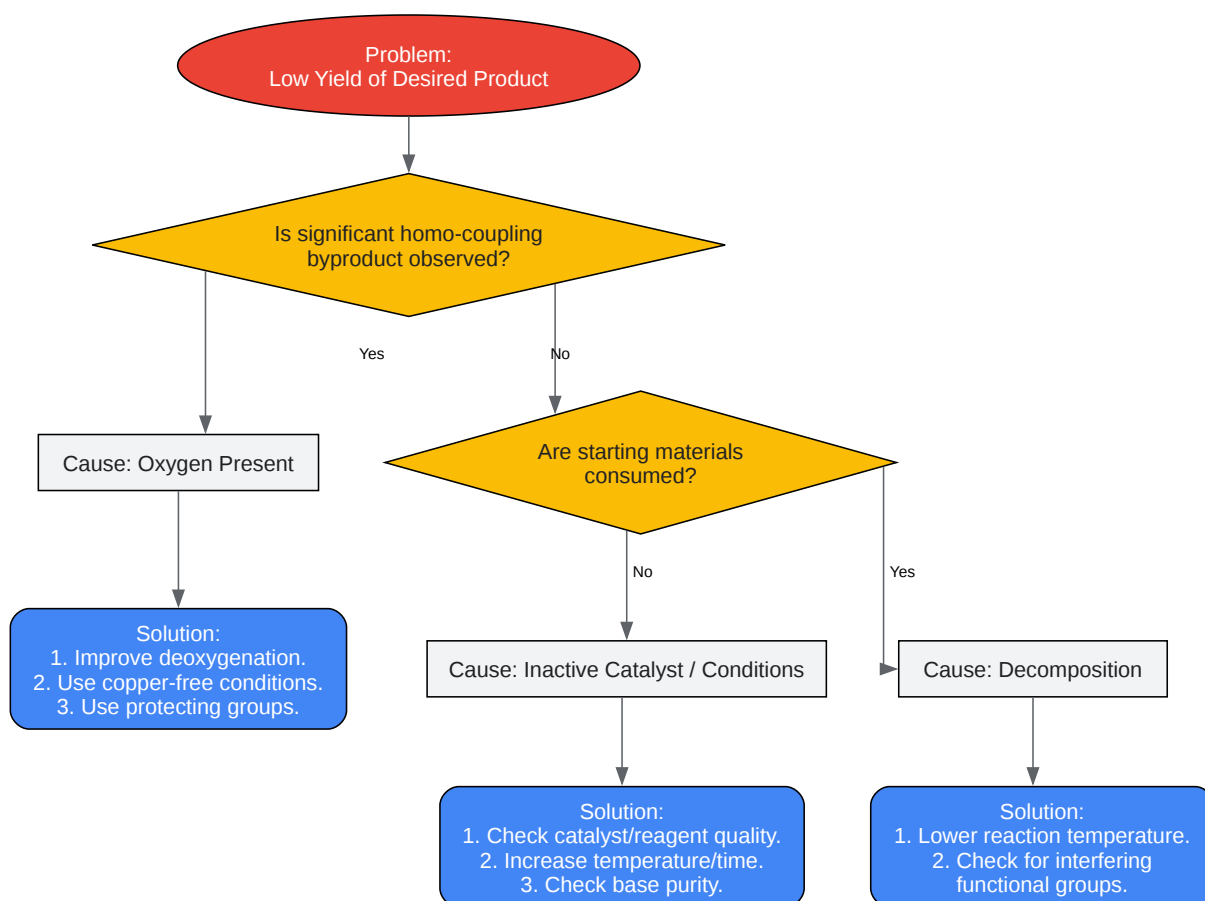 Problem:
Low Yield of Desired Product
Is significant homo-coupling
byproduct observed?
Yes
No
Cause: Oxygen Present
Are starting materials
consumed?
Solution:
1. Improve deoxygenation.
2. Use copper-free conditions.
3. Use protecting groups.
No
Yes
Cause: Inactive Catalyst / Conditions
Cause: Decomposition
Solution:
1. Check catalyst/reagent quality.
2. Increase temperature/time.
3. Check base purity.
Solution:
1. Lower reaction temperature.
2. Check for interfering
functional groups.